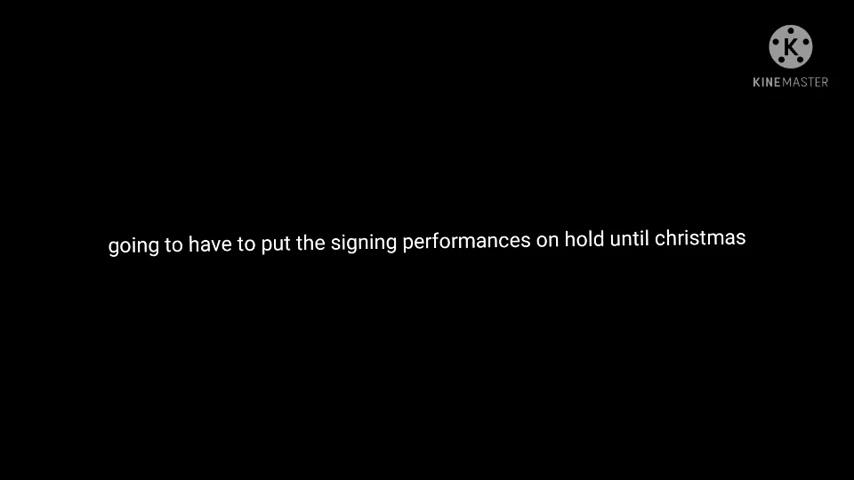 K
KINEMASTER
going to have to put the signing performances on hold until christmas